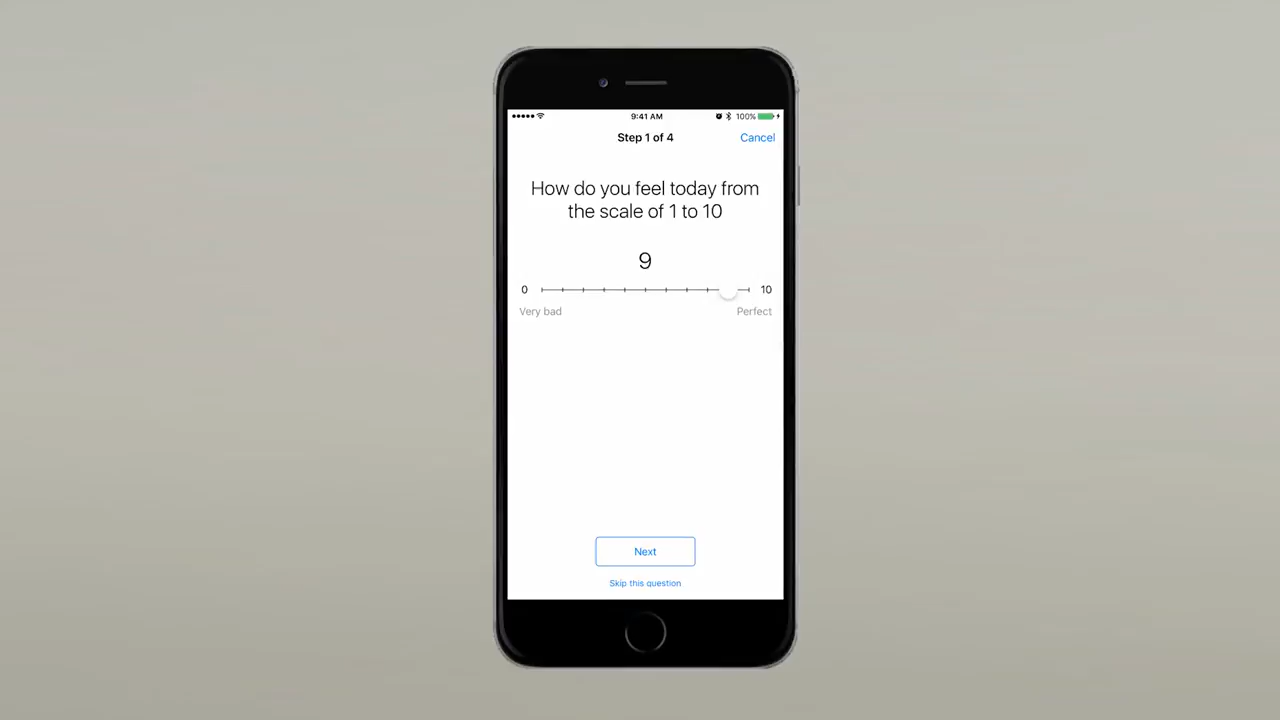 9:41 AM
100%
Step 1 of 4
Cancel
How do you feel today from
the scale of 1 to 10
9
0
10
Very bad
Perfect
Next
Skip this question